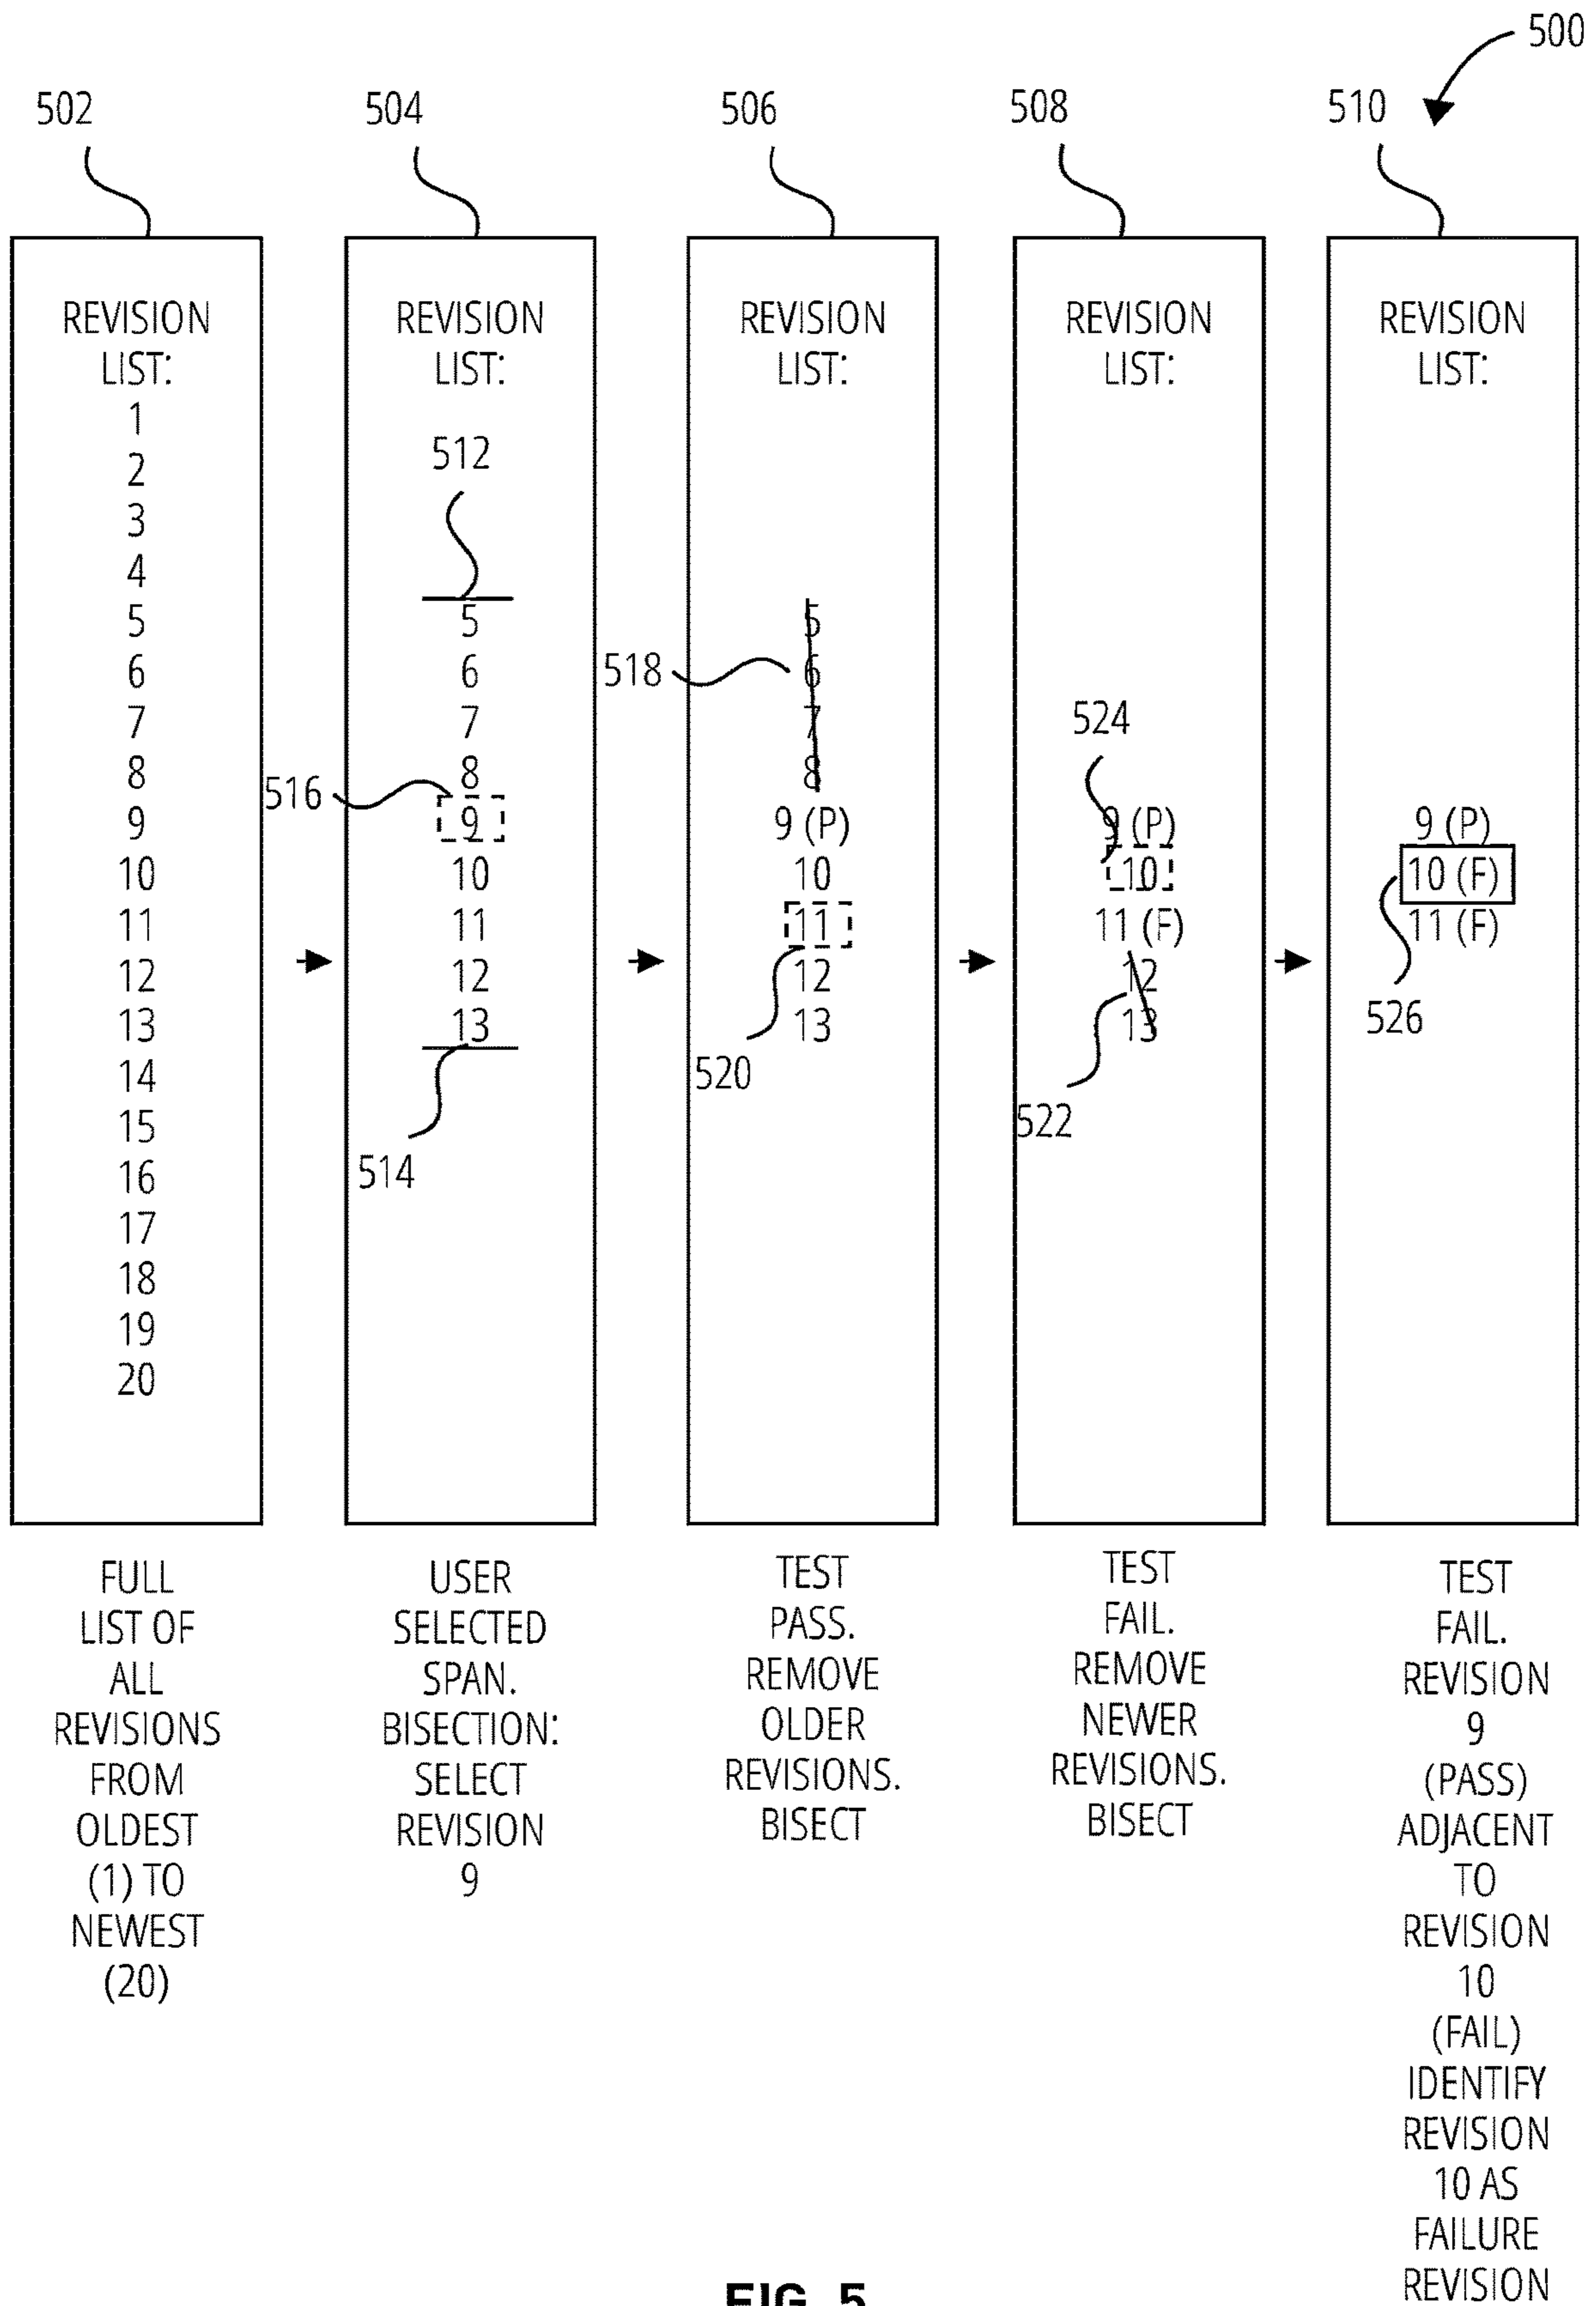 500
502
504
506
508
510
REVISION
LIST:
1
2
3
4
5
6
7
8
9
10
11
12
13
14
15
16
17
18
19
20
FULL
LIST OF
ALL
REVISIONS
FROM
OLDEST
(1) TO
NEWEST
(20)
REVISION
LIST:
512
5
6
7
8
516
9
10
11
12
13
514
USER
SELECTED
SPAN.
BISECTION:
SELECT
REVISION
9
REVISION
LIST:
5
518
6
7
8
9 (P)
10
11
12
13
520
TEST
PASS.
REMOVE
OLDER
REVISIONS.
BISECT
REVISION
LIST:
524
9 (P)
10
11 (F)
12
13
522
TEST
FAIL.
REMOVE
NEWER
REVISIONS.
BISECT
REVISION
LIST:
9 (P)
10 (F)
11 (F)
526
TEST
FAIL.
REVISION
9
(PASS)
ADJACENT
TO
REVISION
10
(FAIL)
IDENTIFY
REVISION
10 AS
FAILURE
REVISION
FIG. 5